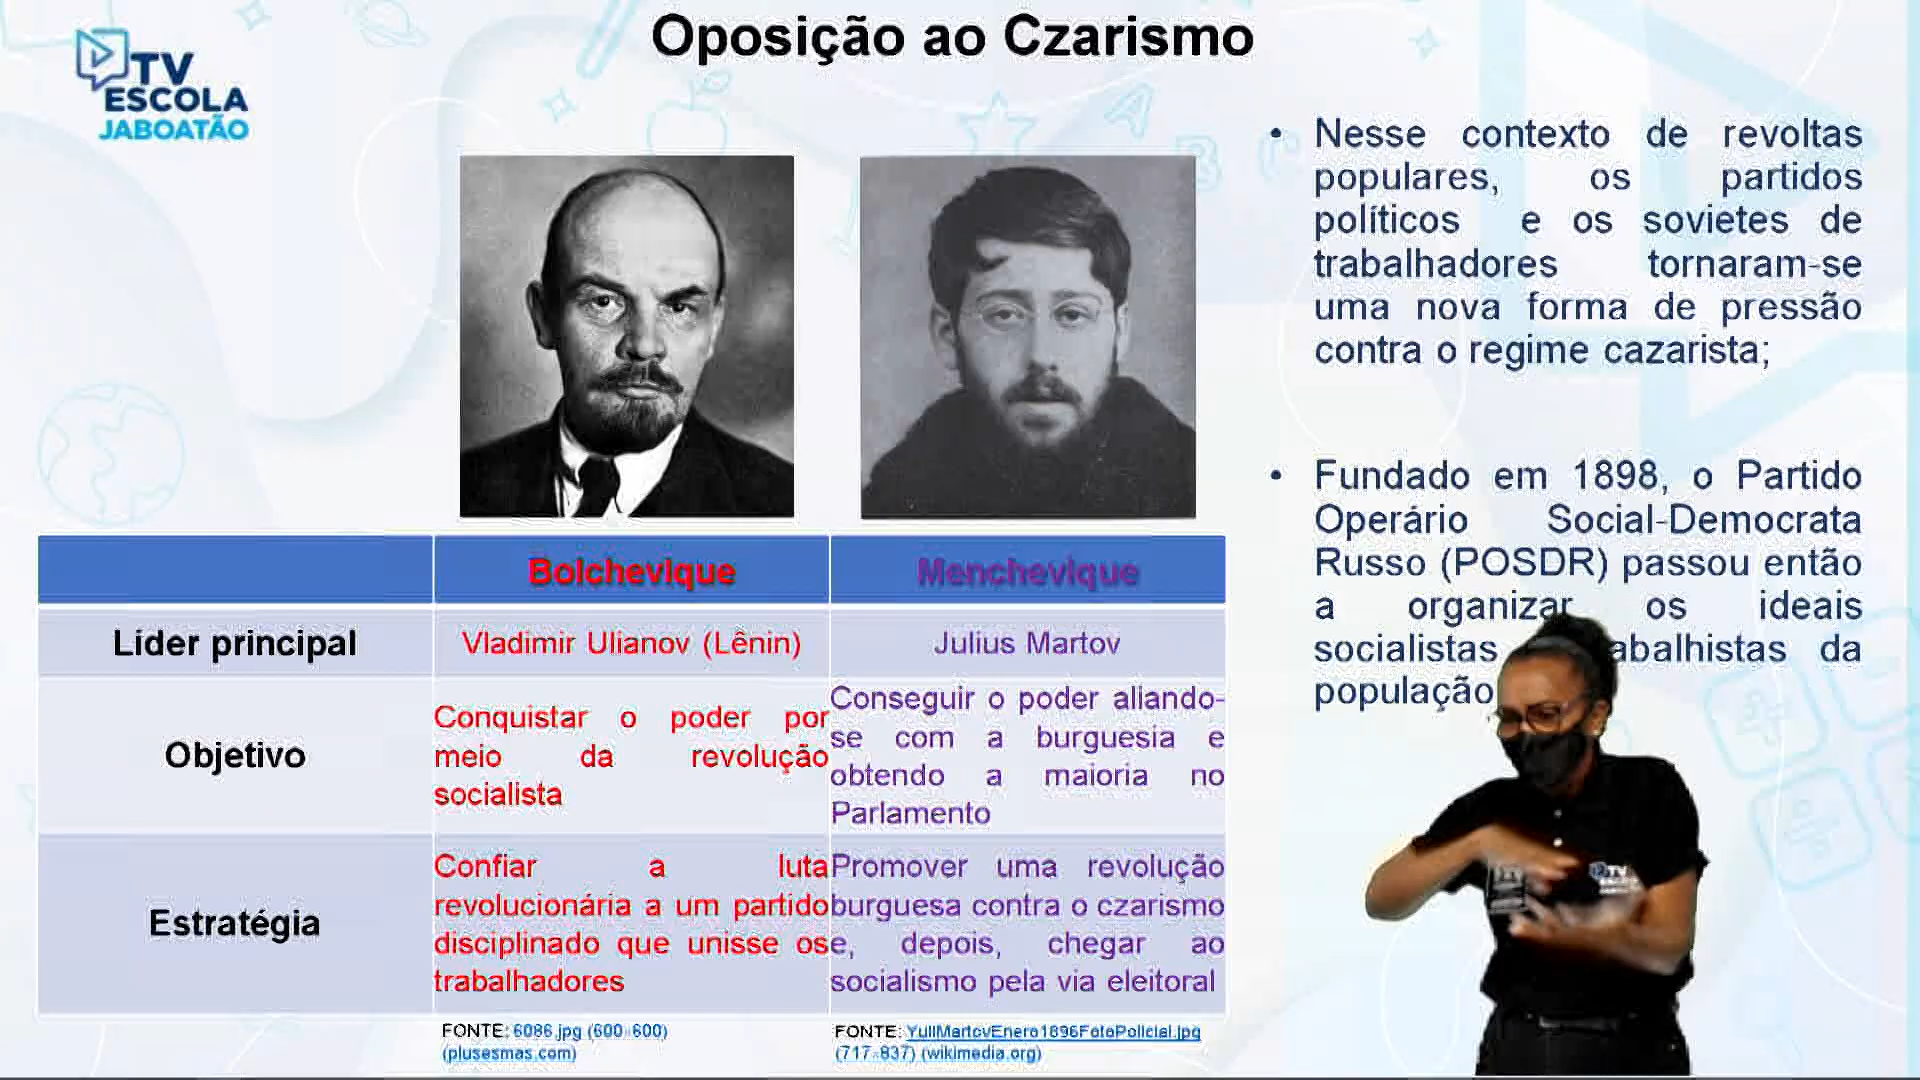 Oposição ao Czarismo
TV
ESCOLA
JABOATÃO
Bolchevique
Menchevique
Líder principal
Vladimir Ulianov (Lênin)
Julius Martov
Objetivo
Conquistar o poder por
meio da revolução
socialista
Conseguir o poder aliando-
se com a burguesia e
obtendo a maioria no
Parlamento
Estratégia
Confiar a luta
revolucionária a um partido
disciplinado que unisse os
trabalhadores
Promover uma revolução
burguesa contra o czarismo
e, depois, chegar ao
socialismo pela via eleitoral
FONTE: 6086.jpg (600×600)
(plusesmas.com)
FONTE: YuliMartovEnero1896FotoPolicial.jpg
(717×837) (wikimedia.org)
• Nesse contexto de revoltas
populares, os partidos
políticos e os sovietes de
trabalhadores tornaram-se
uma nova forma de pressão
contra o regime cazarista;
• Fundado em 1898, o Partido
Operário Social-Democrata
Russo (POSDR) passou então
a organizar os ideais
socialistas abalhistas da
população
TV
ESCOLA